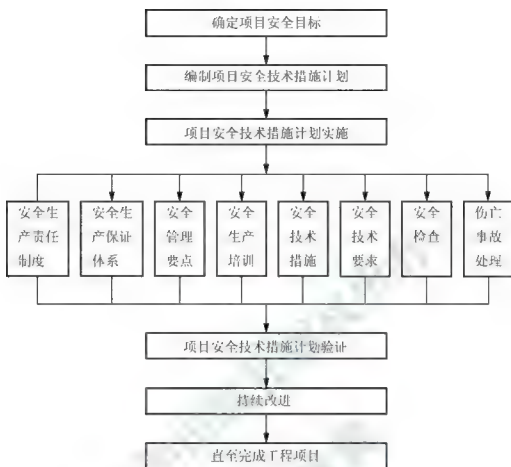 确定项目安全目标
编制项目安全技术措施计划
项目安全技术措施计划实施
安全生
产责任
制度
安全生
产保证
体系
安全
管理
要点
安全
生产
培训
安全
技术
措施
安全
技术
要求
安全
检查
伤亡
事故
处理
项目安全技术措施计划验证
持续改进
直至完成工程项目